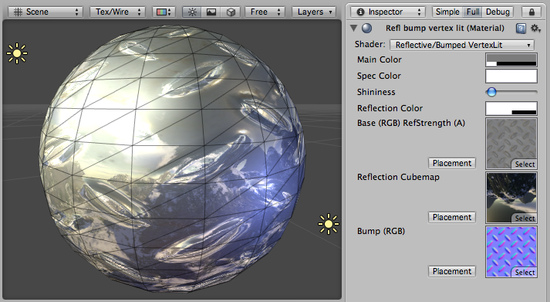 Scene
Tex/Wire
Free
Layers
Inspector
Simple
Full
Debug
Refl bump vertex lit (Material)
Shader:
Reflective/Bumped VertexLit
Main Color
Spec Color
Shininess
Reflection Color
Base (RGB) RefStrength (A)
Placement
Select
Reflection Cubemap
Placement
Select
Bump (RGB)
Placement
Select